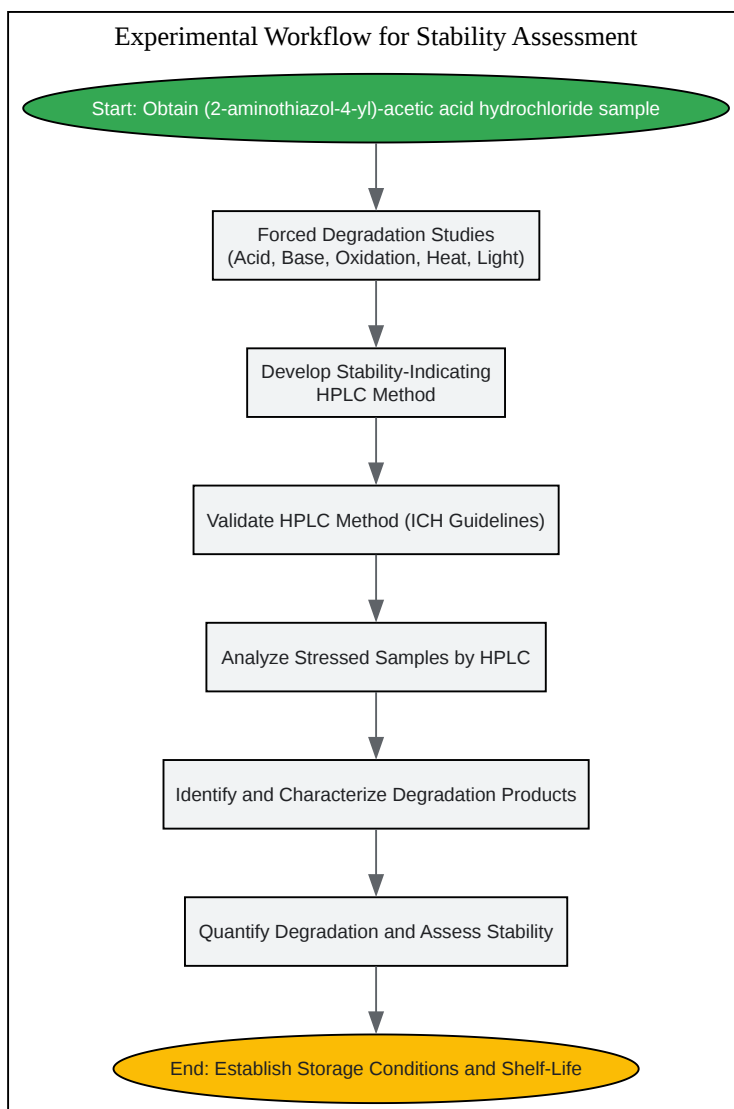 Experimental Workflow for Stability Assessment
Start: Obtain (2-aminothiazol-4-yl)-acetic acid hydrochloride sample
Forced Degradation Studies
(Acid, Base, Oxidation, Heat, Light)
Develop Stability-Indicating
HPLC Method
Validate HPLC Method (ICH Guidelines)
Analyze Stressed Samples by HPLC
Identify and Characterize Degradation Products
Quantify Degradation and Assess Stability
End: Establish Storage Conditions and Shelf-Life